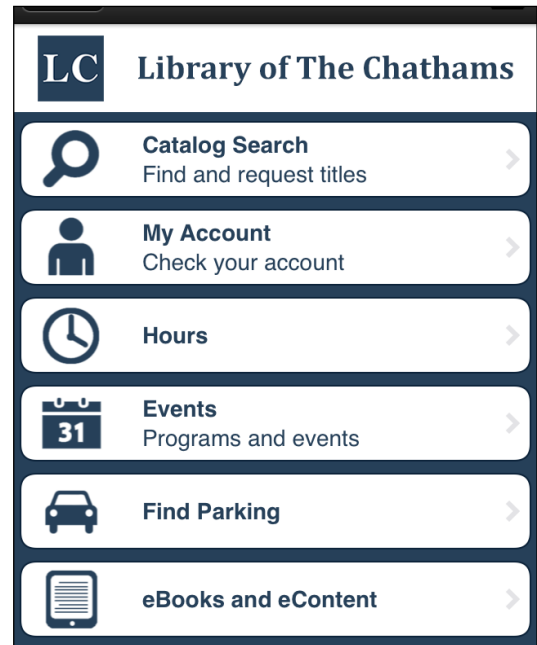 LC
Library of The Chathams
Catalog Search
Find and request titles
My Account
Check your account
Hours
Events
Programs and events
31
Find Parking
eBooks and eContent